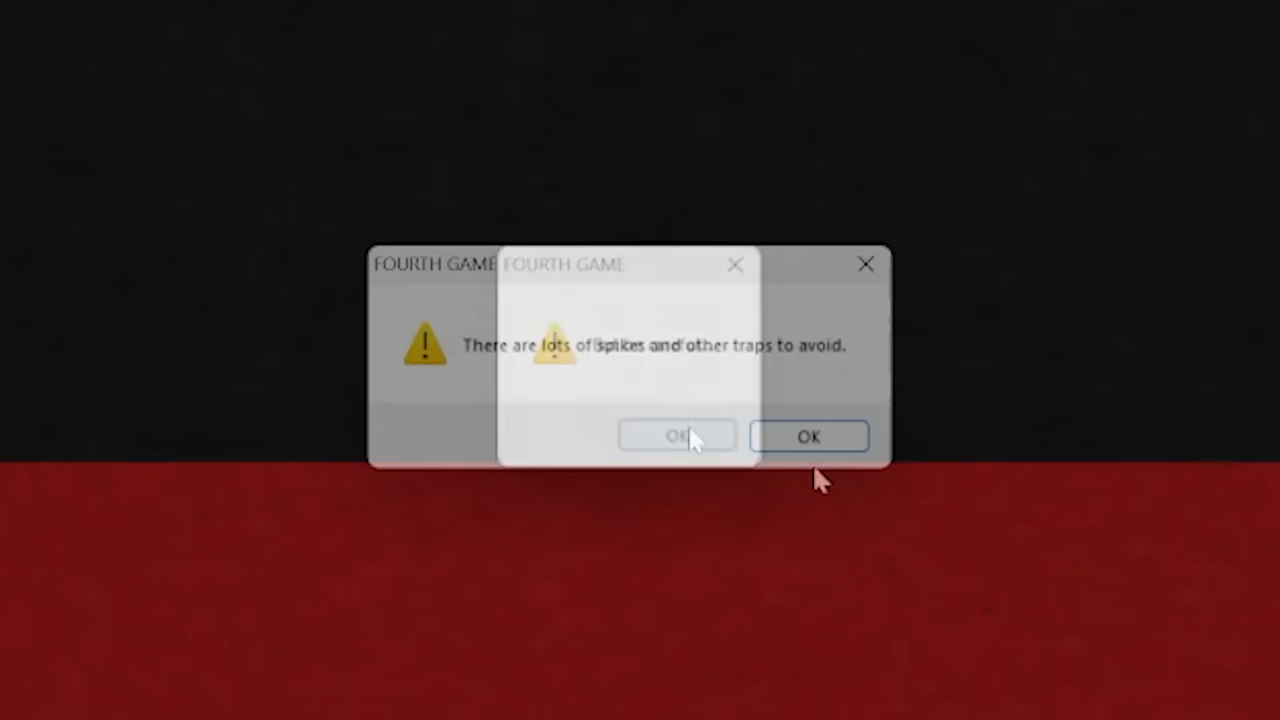 FOURTH GAME
FOURTH GAME
There are lots of spikes and other traps to avoid.
OK
OK